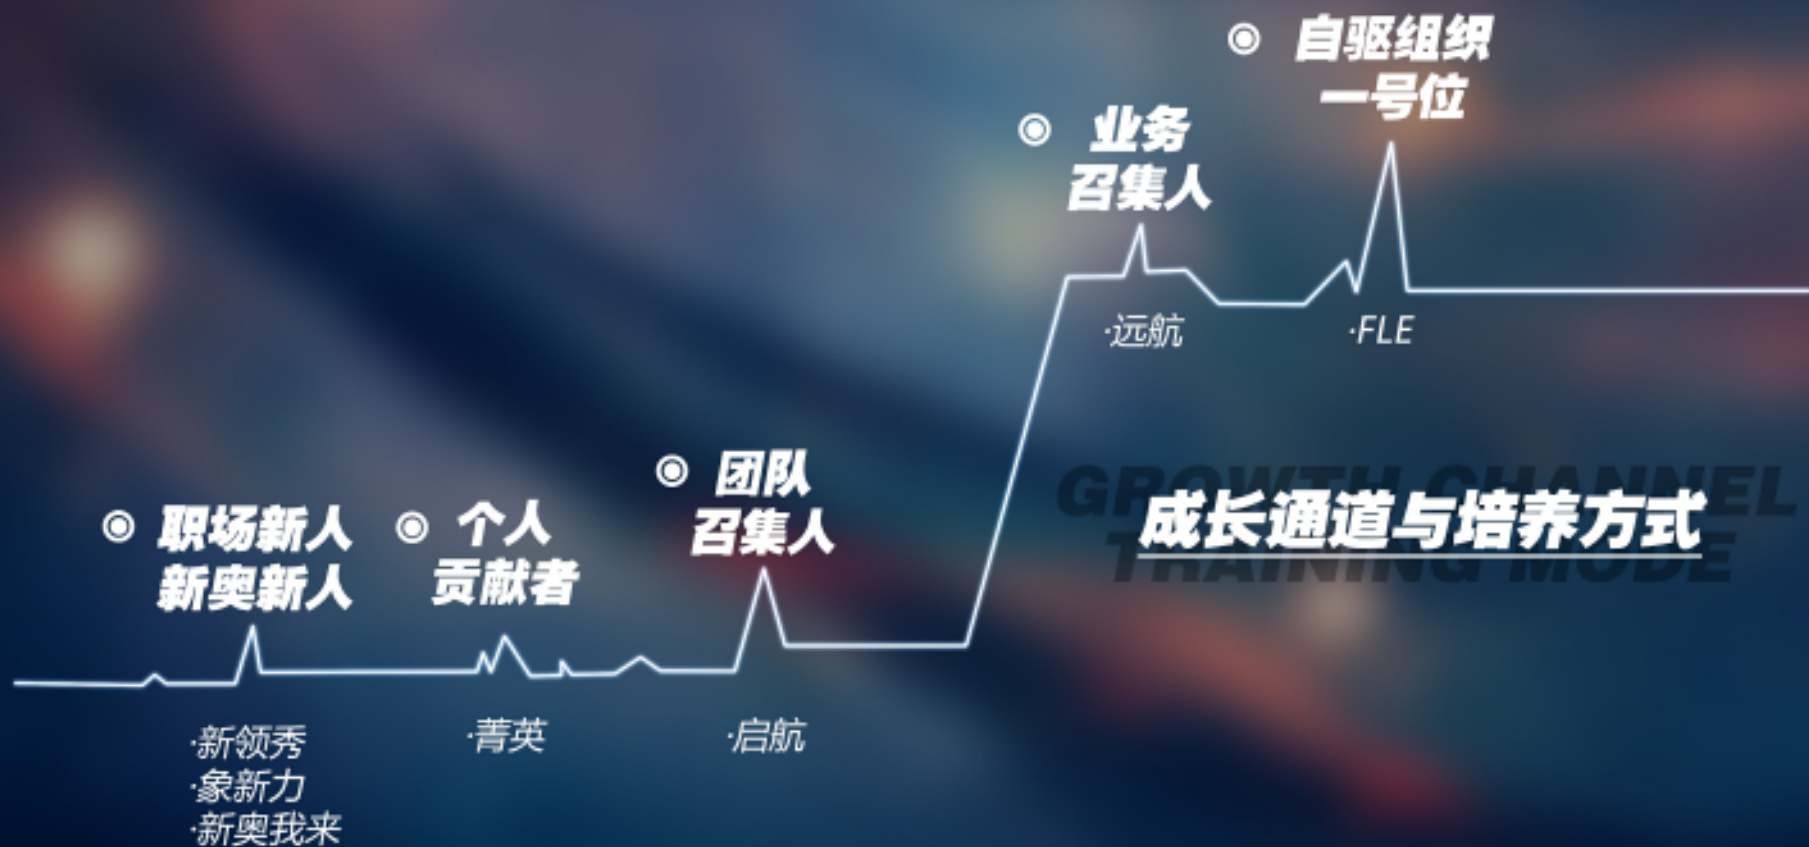 自驱组织
一号位
业务
召集人
·远航
·FLE
团队
召集人
职场新人
新奥新人
个人
贡献者
GROWTH CHANNEL
成长通道与培养方式
TRAINING MODE
·新领秀
·象新力
·新奥我来
·菁英
·启航